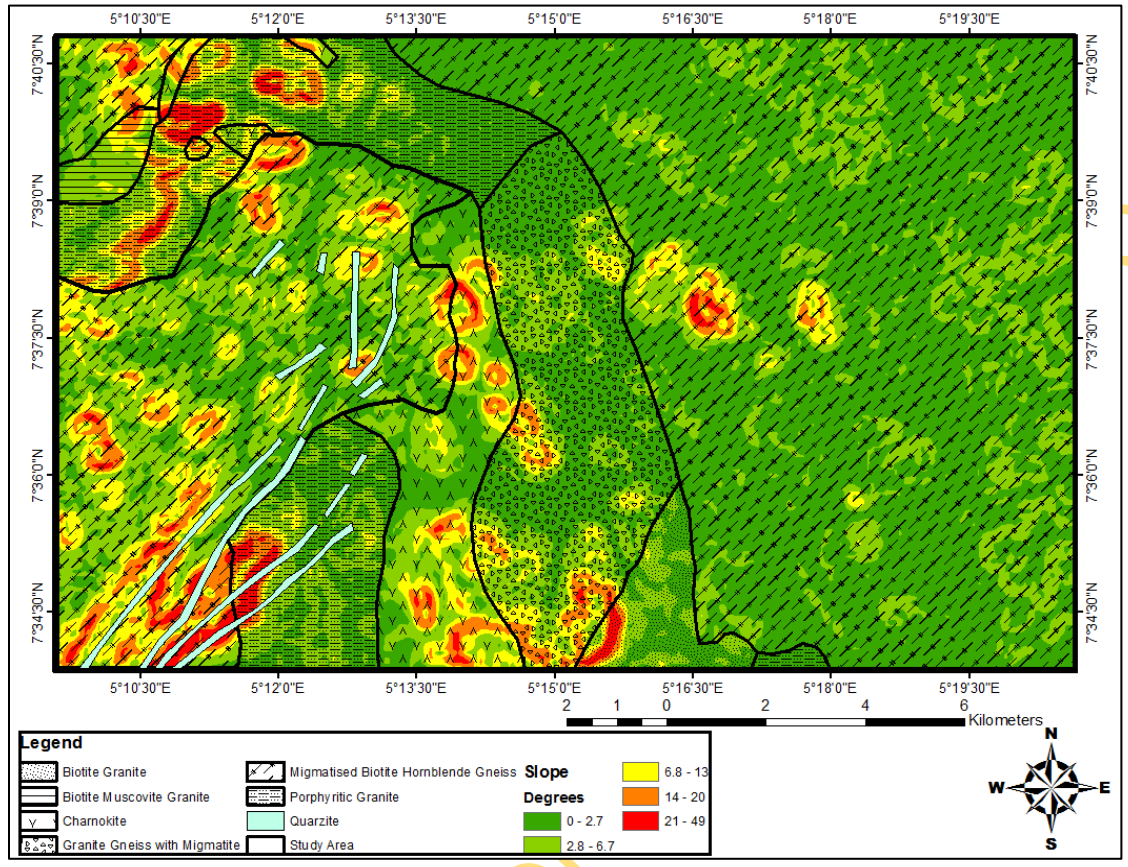 5°10'30"E 5°12'0"E 5°13'30"E 5°15'0"E 5°16'30"E 5°18'0"E 5°19'30"E
7°40'30"N 7°40'30"N
7°39'0"N 7°39'0"N
7°37'30"N 7°37'30"N
7°36'0"N 7°36'0"N
7°34'30"N 7°34'30"N
5°10'30"E 5°12'0"E 5°13'30"E 5°15'0"E 5°16'30"E 5°18'0"E 5°19'30"E
2 1 0 2 4 6
Kilometers
Legend
Biotite Granite
Biotite Muscovite Granite
Charnokite
Granite Gneiss with Migmatite
Migmatised Biotite Hornblende Gneiss
Porphyritic Granite
Quarzite
Study Area
Slope
Degrees
0 - 2.7
2.8 - 6.7
6.8 - 13
14 - 20
21 - 49
N
W E
S